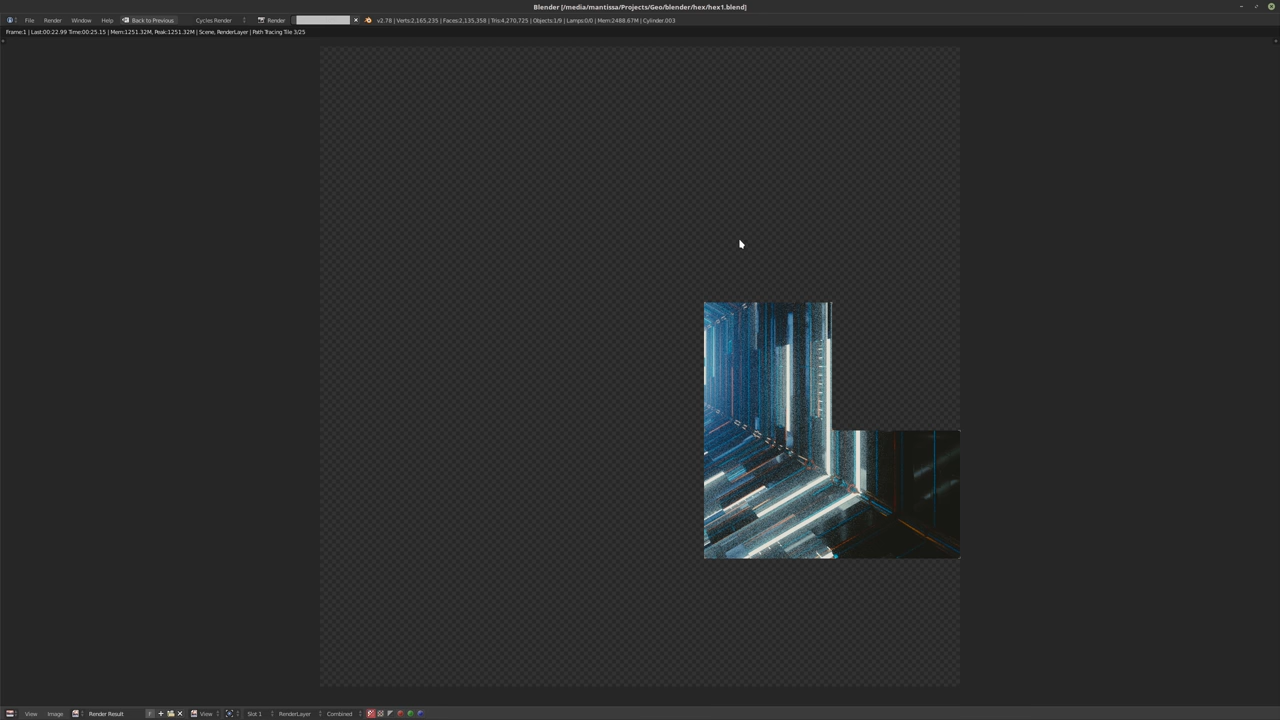 Blender [/media/mantissa/Projects/Geo/blender/hex/hex1.blend]
File Render Window Help Back to Previous Cycles Render Render v2.78 | Verts:2,165,235 | Faces:2,135,358 | Tris:4,270,725 | Objects:1/9 | Lamps:0/0 | Mem:2488.67M | Cylinder.003
Frame:1 | Last:00:22.99 Time:00:25.15 | Mem:1251.32M, Peak:1251.32M | Scene, RenderLayer | Path Tracing Tile 3/25
View Image Render Result F View Slot 1 RenderLayer Combined